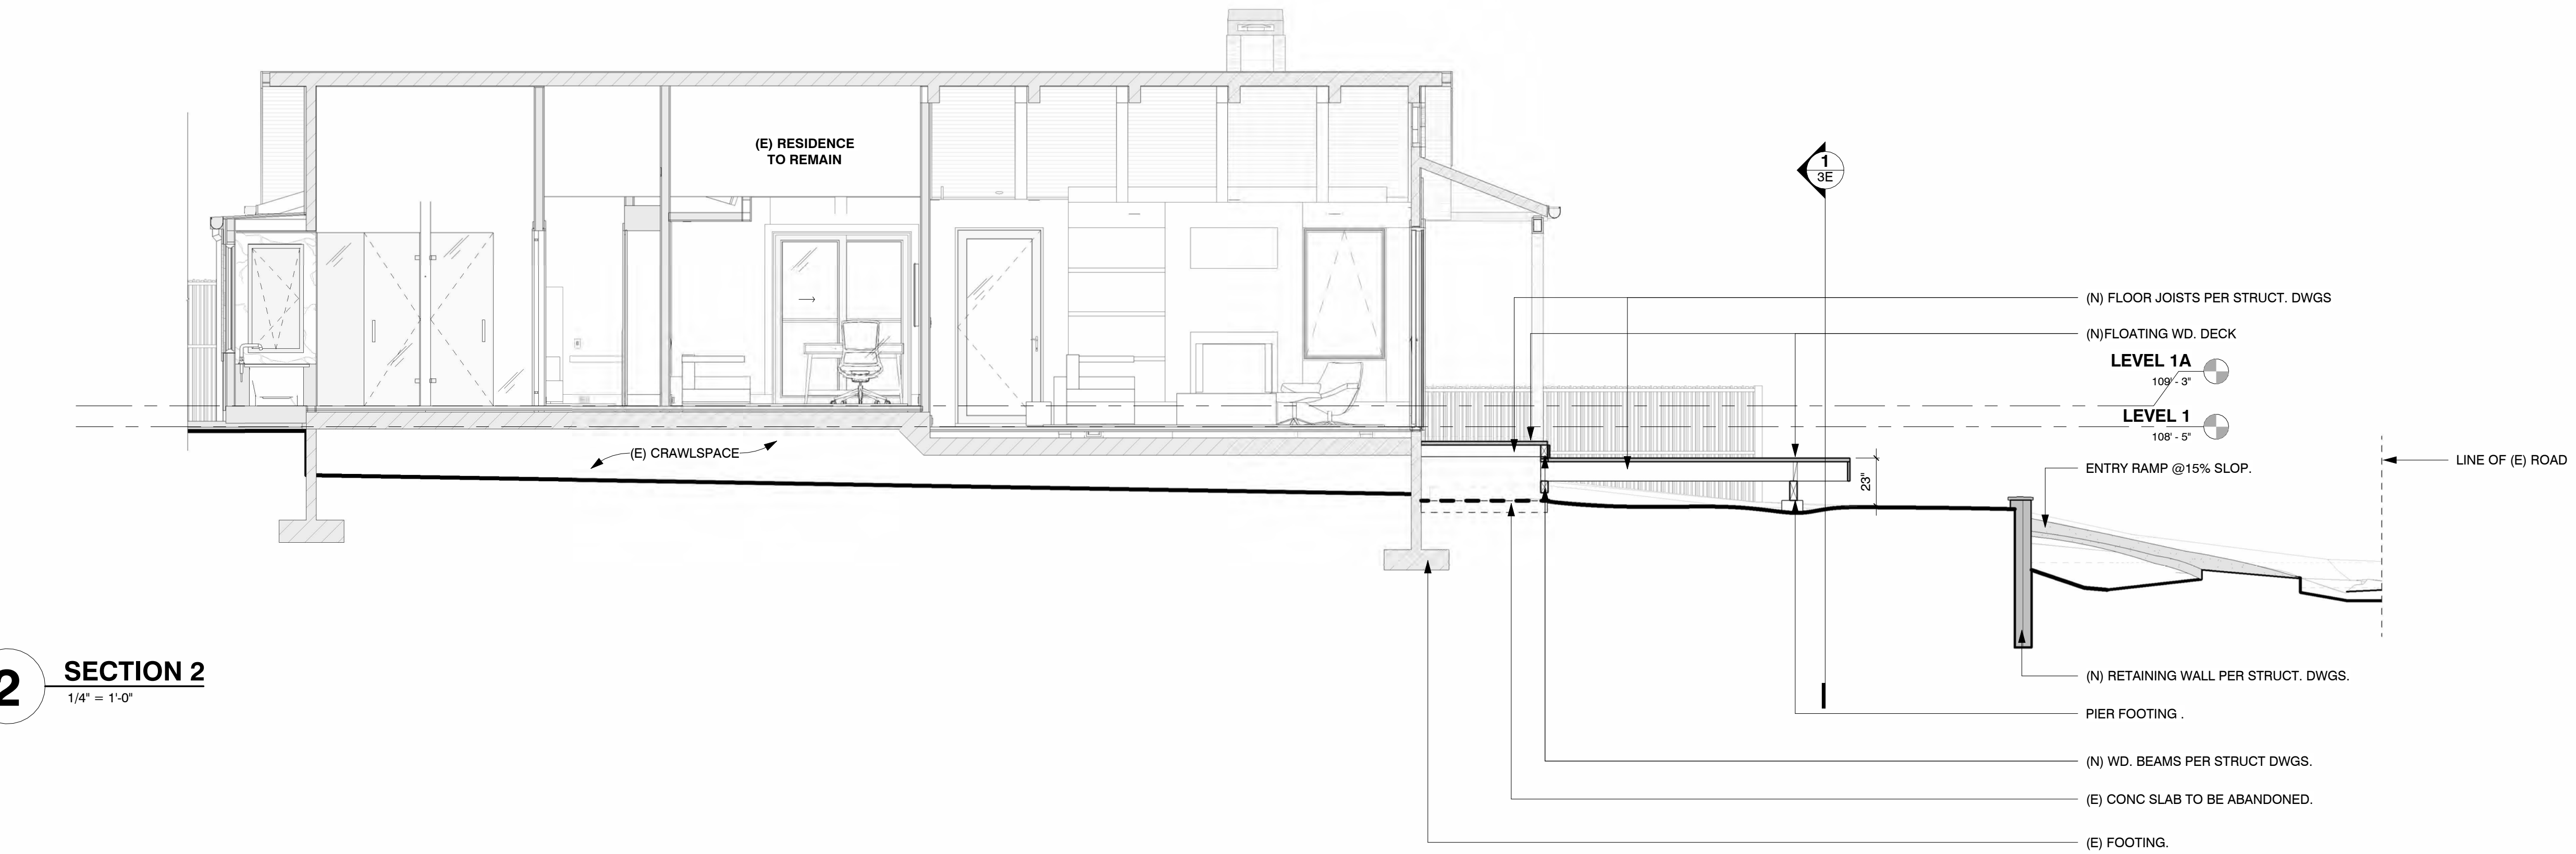 (E) RESIDENCE
TO REMAIN
1
3E
(N) FLOOR JOISTS PER STRUCT. DWGS
(N)FLOATING WD. DECK
LEVEL 1A
109' - 3"
LEVEL 1
108' - 5"
(E) CRAWLSPACE
LINE OF (E) ROAD
ENTRY RAMP @15% SLOP.
23"
2
SECTION 2
1/4" = 1'-0"
(N) RETAINING WALL PER STRUCT. DWGS.
PIER FOOTING .
(N) WD. BEAMS PER STRUCT DWGS.
(E) CONC SLAB TO BE ABANDONED.
(E) FOOTING.